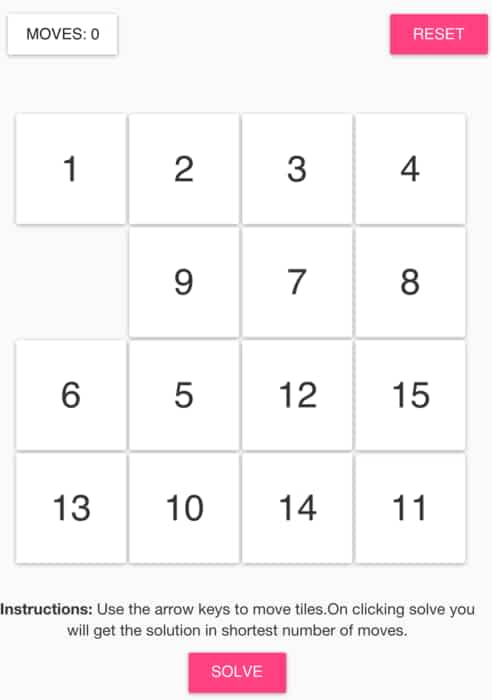 MOVES: 0 RESET
1 2 3 4
9 7 8
6 5 12 15
13 10 14 11
Instructions: Use the arrow keys to move tiles.On clicking solve you
will get the solution in shortest number of moves.
SOLVE